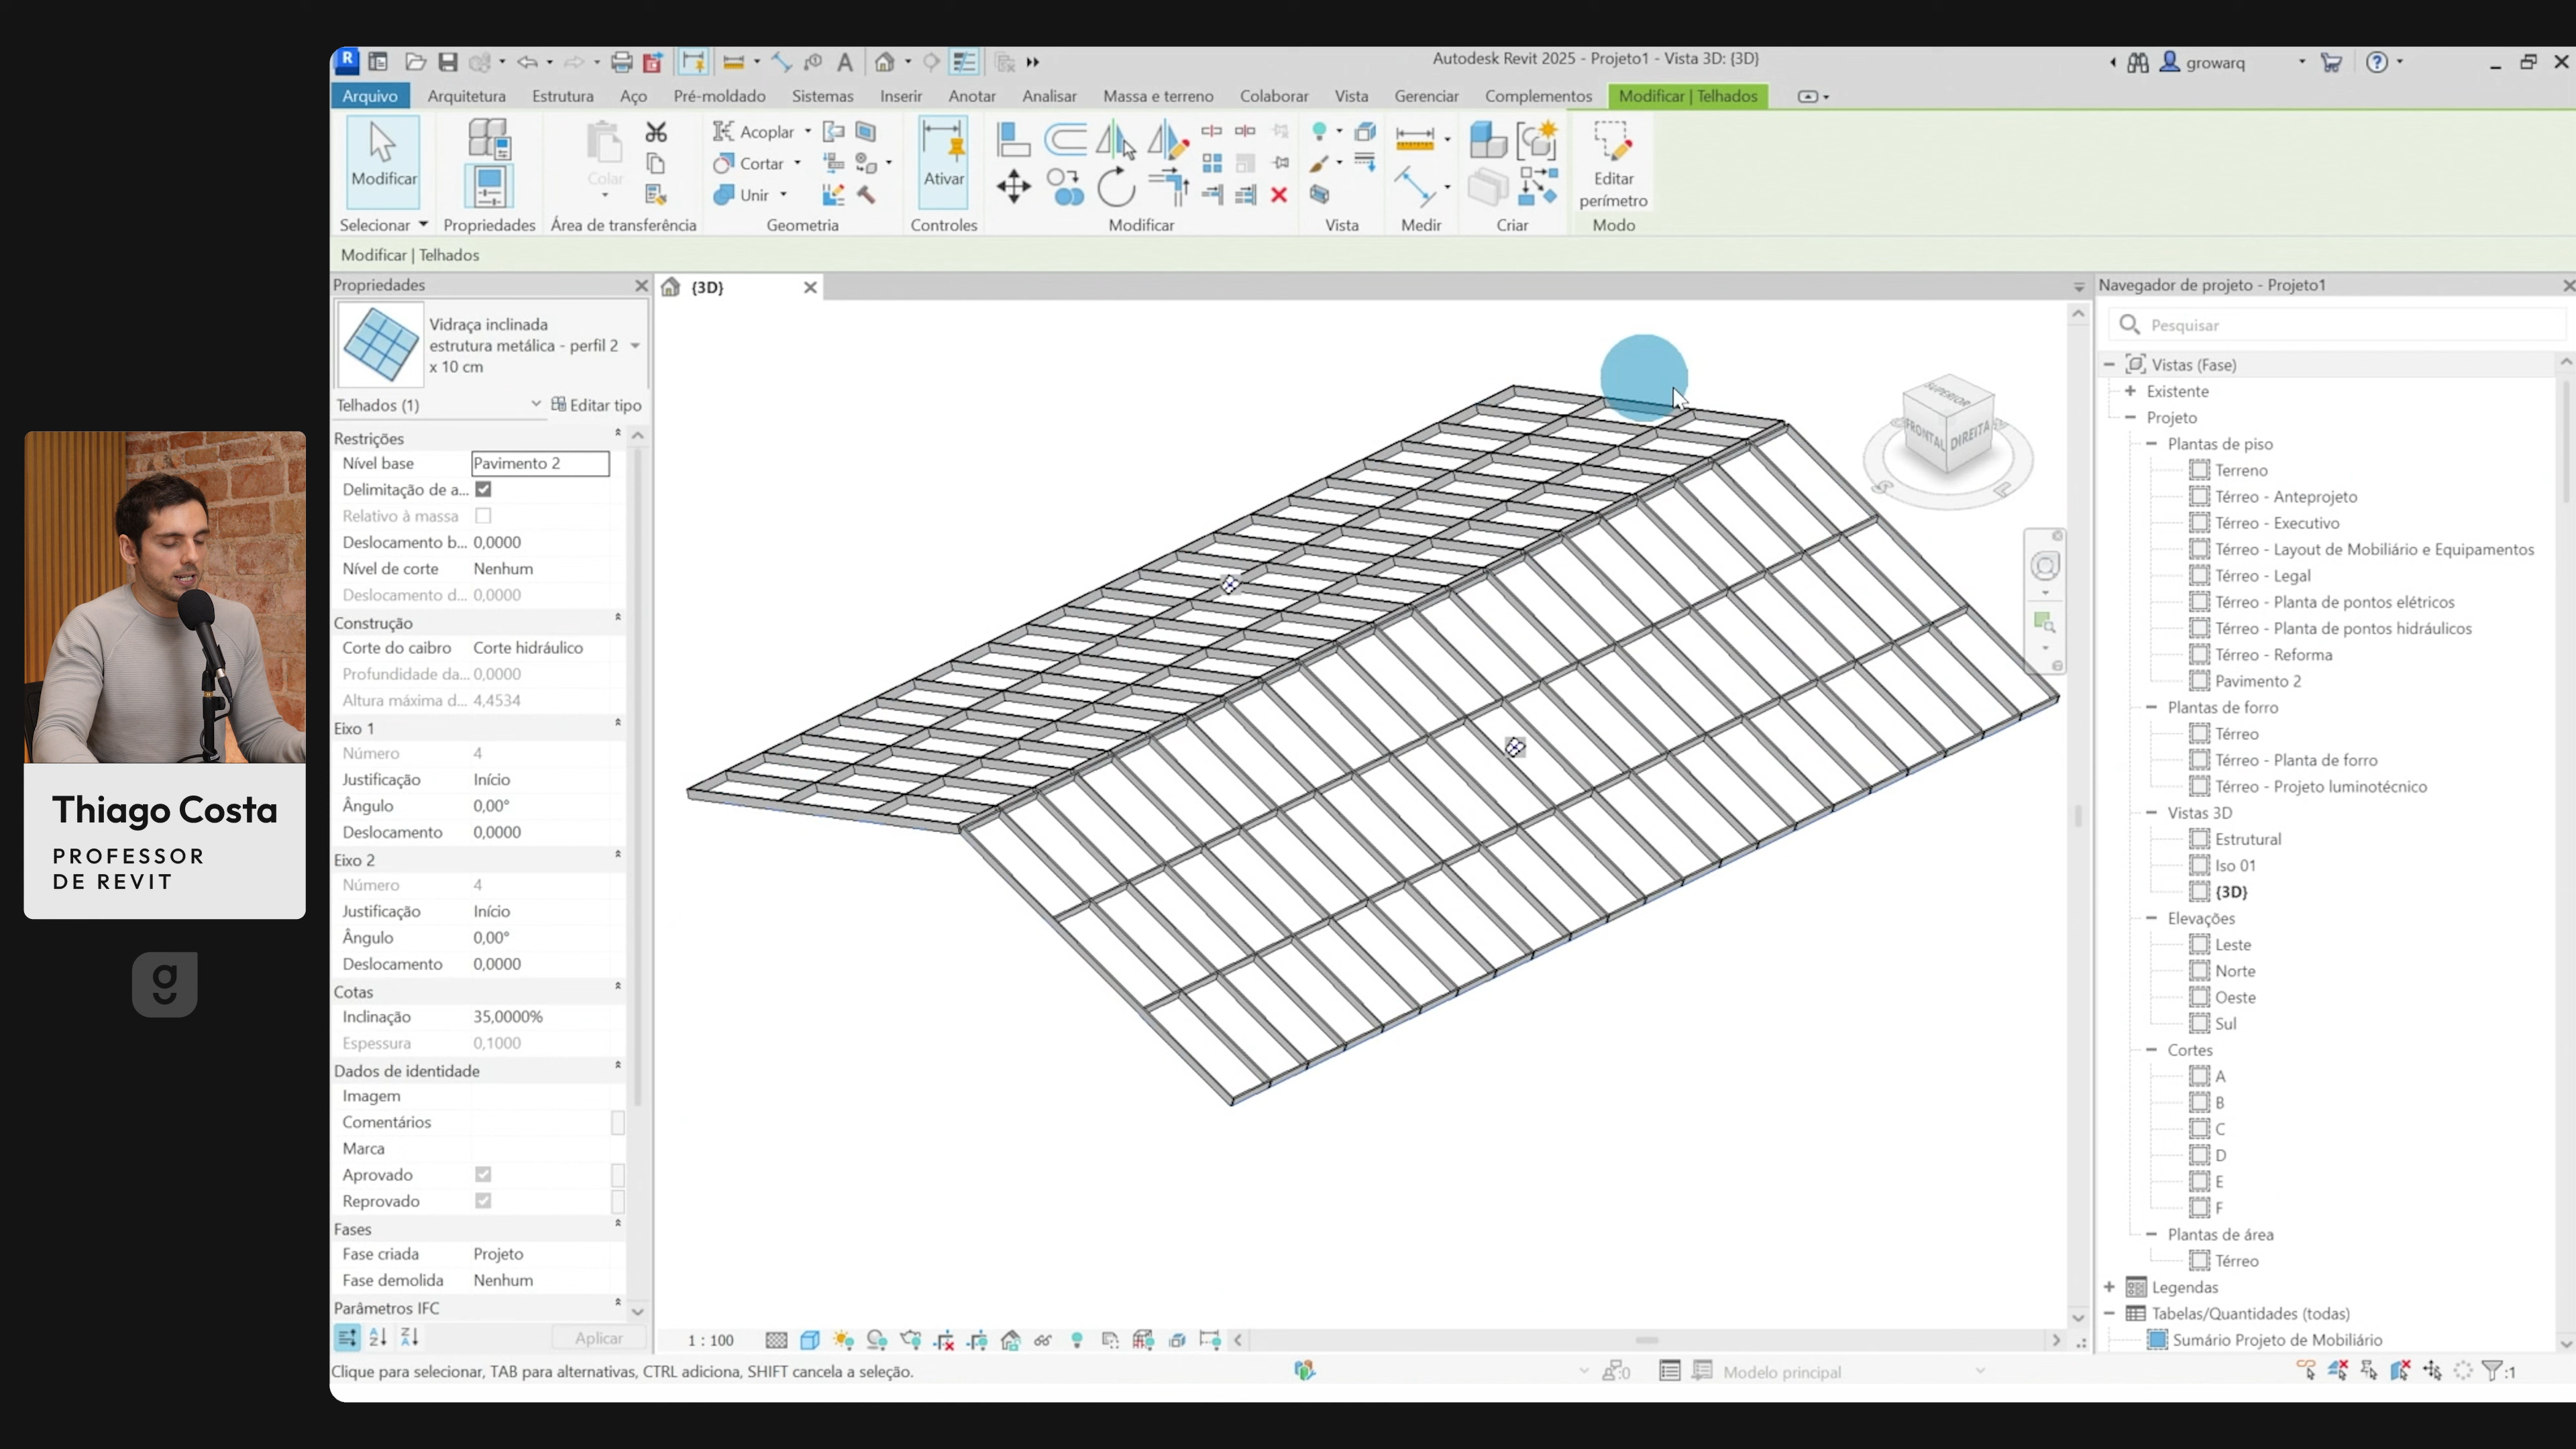 Autodesk Revit 2025 - Projeto1 - Vista 3D: {3D}
growarq
Arquivo Arquitetura Estrutura Aço Pré-moldado Sistemas Inserir Anotar Analisar Massa e terreno Colaborar Vista Gerenciar Complementos Modificar | Telhados
Modificar
Colar
Acoplar
Cortar
Unir
Ativar
Editar
perímetro
Selecionar Propriedades Área de transferência Geometria Controles Modificar Vista Medir Criar Modo
Modificar | Telhados
Propriedades
Vidraça inclinada
estrutura metálica - perfil 2
x 10 cm
Telhados (1) Editar tipo
Restrições
Nível base Pavimento 2
Delimitação de a...
Relativo à massa
Deslocamento b... 0,0000
Nível de corte Nenhum
Deslocamento d... 0,0000
Construção
Corte do caibro Corte hidráulico
Profundidade da... 0,0000
Altura máxima d... 4,4534
Eixo 1
Número 4
Justificação Início
Ângulo 0,00°
Deslocamento 0,0000
Eixo 2
Número 4
Justificação Início
Ângulo 0,00°
Deslocamento 0,0000
Cotas
Inclinação 35,0000%
Espessura 0,1000
Dados de identidade
Imagem
Comentários
Marca
Aprovado
Reprovado
Fases
Fase criada Projeto
Fase demolida Nenhum
Parâmetros IFC
Aplicar
{3D}
SUPERIOR
FRONTAL
DIREITA
1 : 100
Navegador de projeto - Projeto1
Pesquisar
Vistas (Fase)
Existente
Projeto
Plantas de piso
Terreno
Térreo - Anteprojeto
Térreo - Executivo
Térreo - Layout de Mobiliário e Equipamentos
Térreo - Legal
Térreo - Planta de pontos elétricos
Térreo - Planta de pontos hidráulicos
Térreo - Reforma
Pavimento 2
Plantas de forro
Térreo
Térreo - Planta de forro
Térreo - Projeto luminotécnico
Vistas 3D
Estrutural
Iso 01
{3D}
Elevações
Leste
Norte
Oeste
Sul
Cortes
A
B
C
D
E
F
Plantas de área
Térreo
Legendas
Tabelas/Quantidades (todas)
Sumário Projeto de Mobiliário
Clique para selecionar, TAB para alternativas, CTRL adiciona, SHIFT cancela a seleção.
:0
Modelo principal
:1
Thiago Costa
PROFESSOR
DE REVIT
g